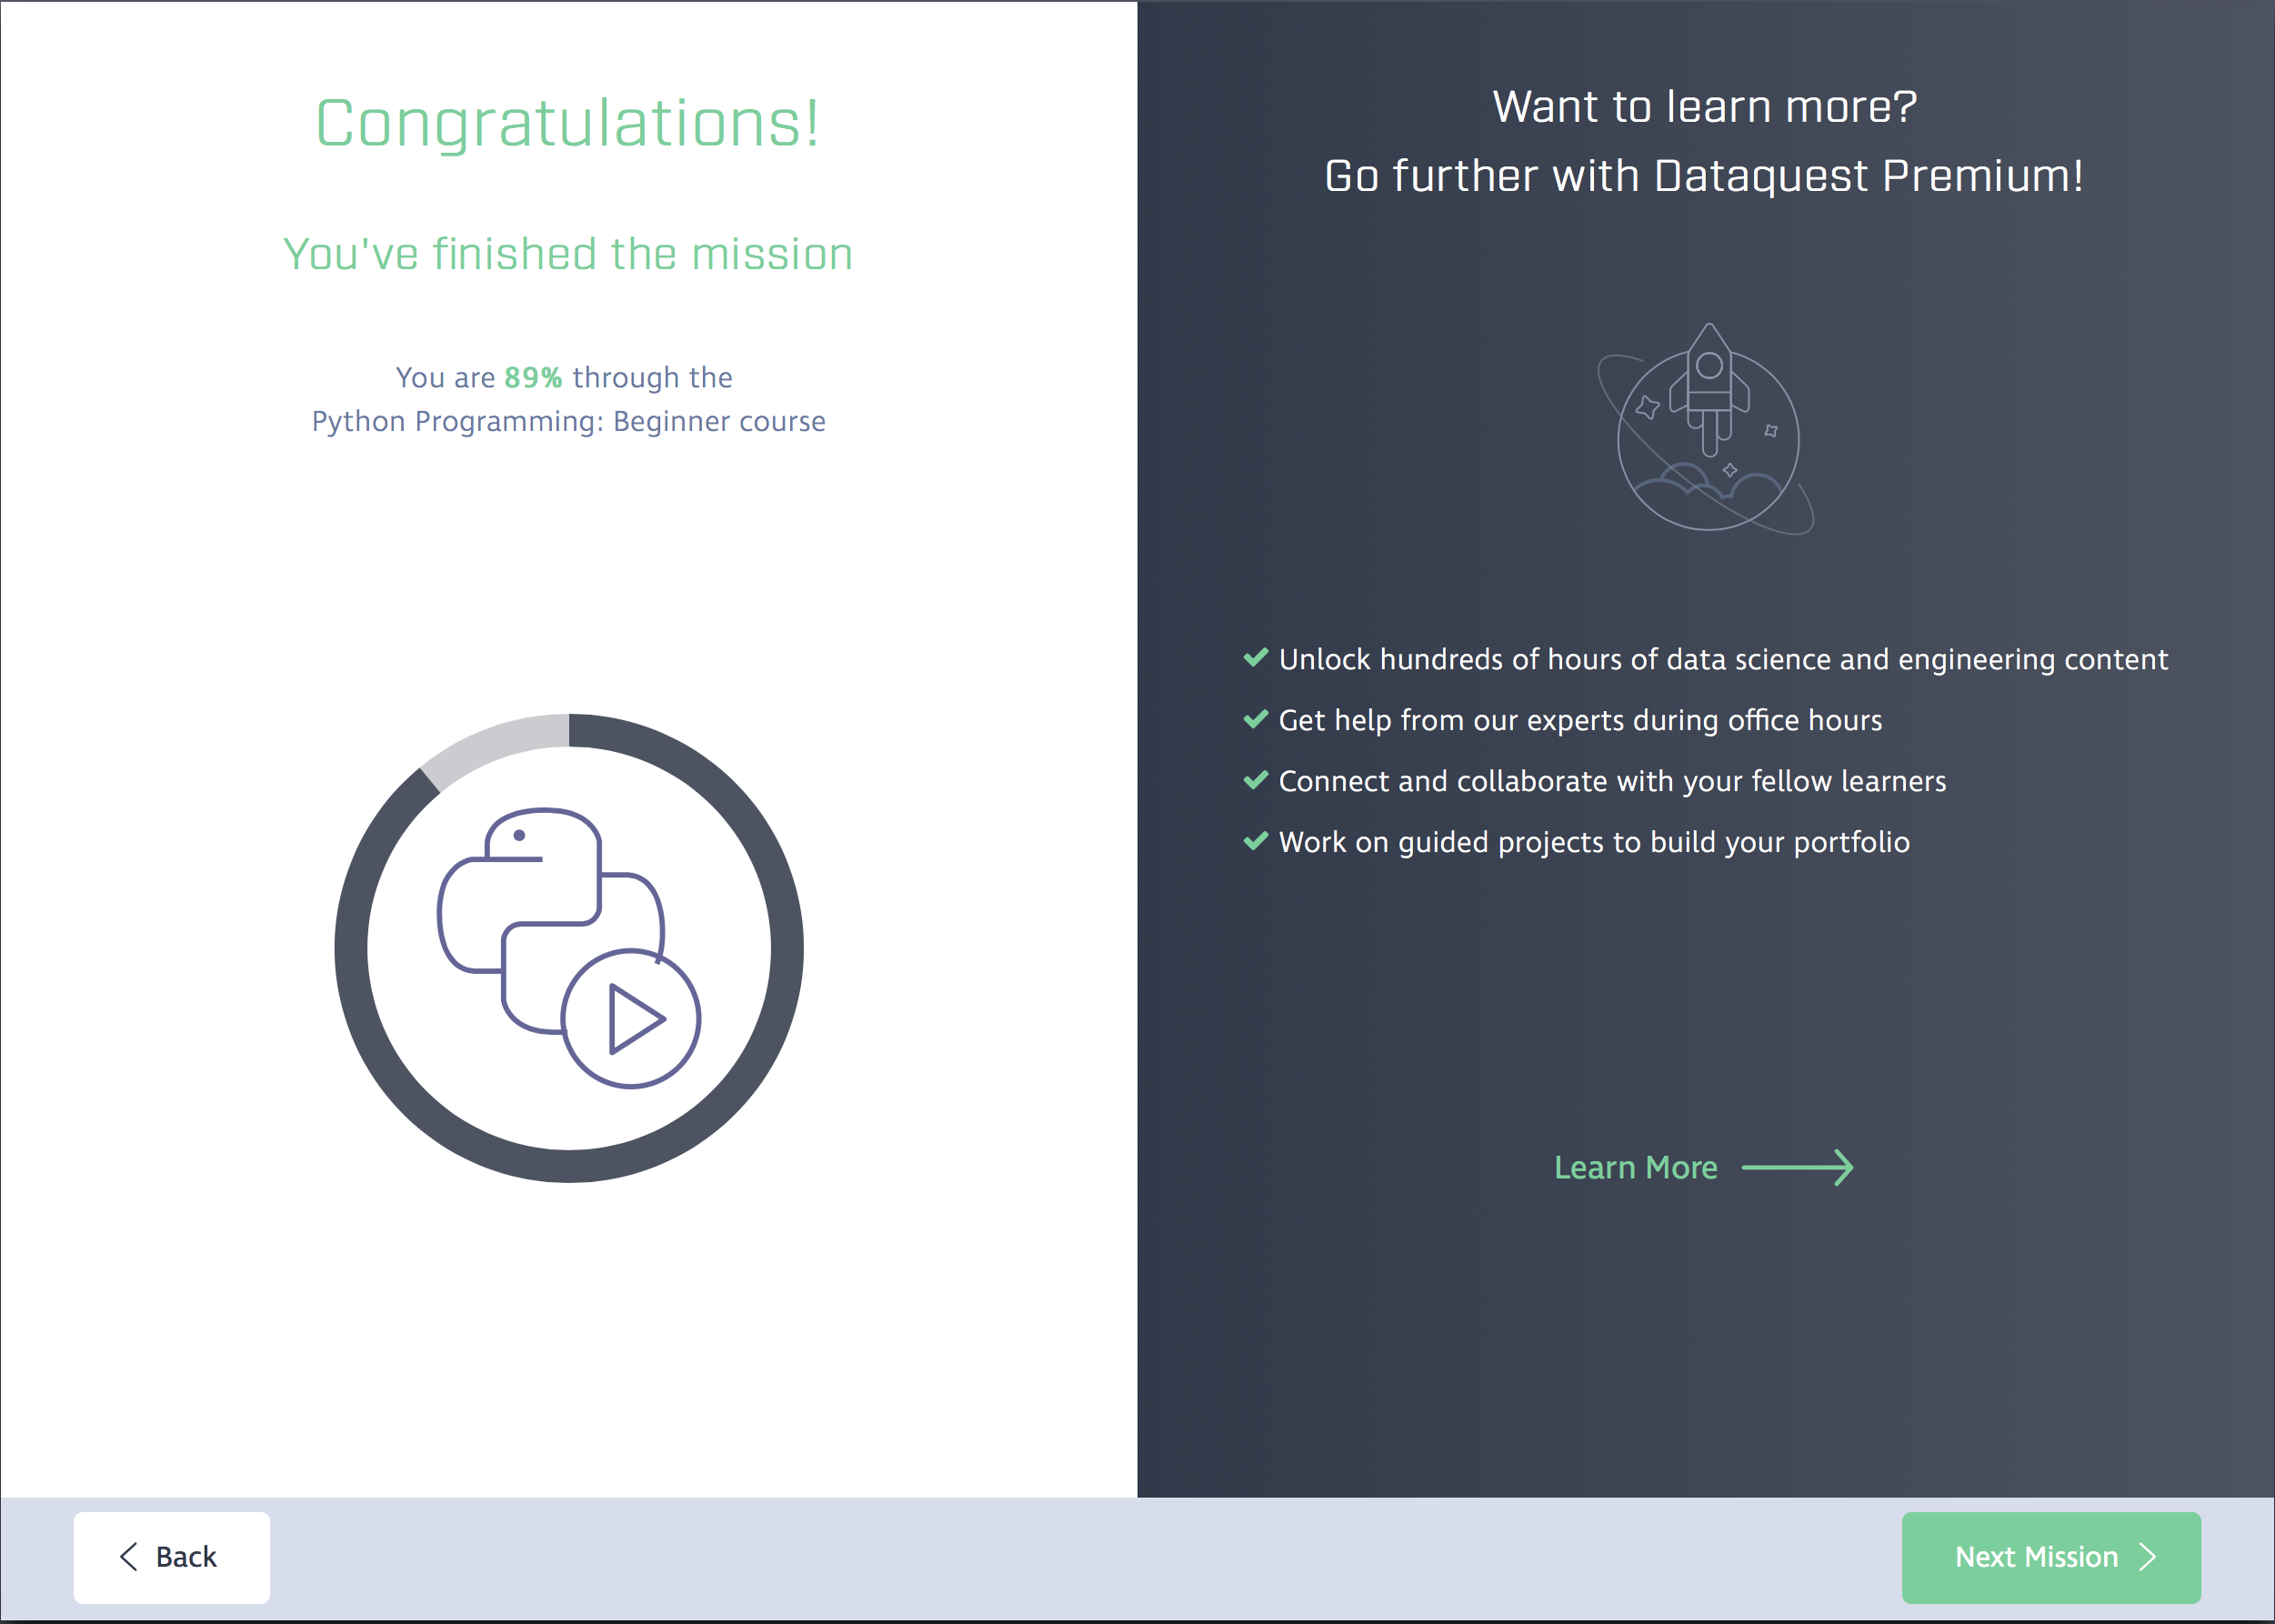 Congratulations!
You've finished the mission
You are 89% through the
Python Programming: Beginner course
Want to learn more?
Go further with Dataquest Premium!
Unlock hundreds of hours of data science and engineering content
Get help from our experts during office hours
Connect and collaborate with your fellow learners
Work on guided projects to build your portfolio
Learn More
Back
Next Mission